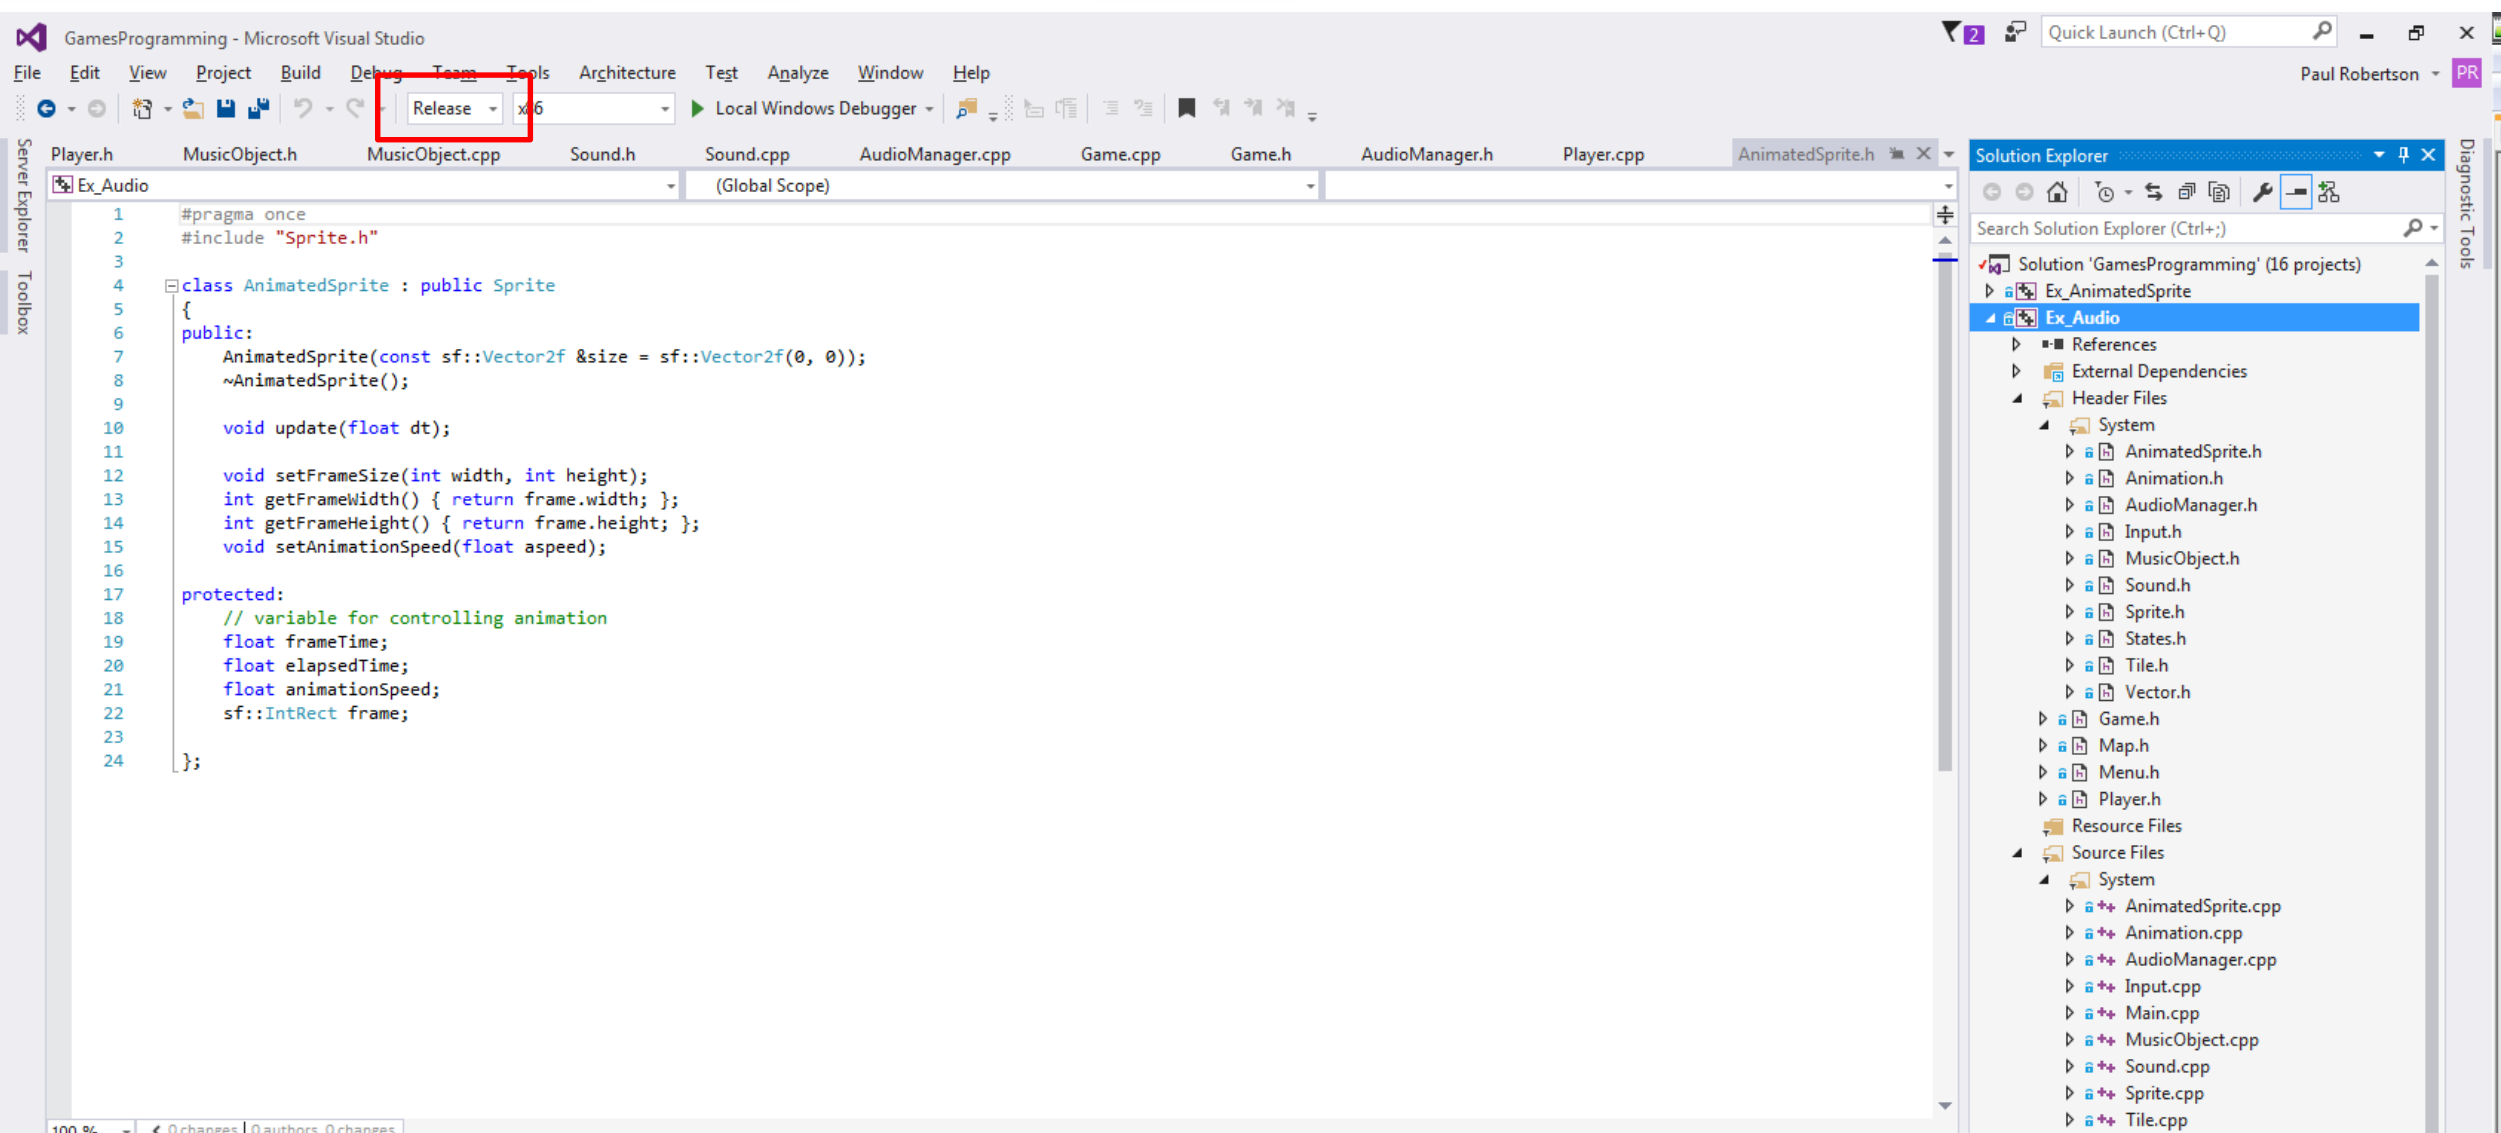 GamesProgramming - Microsoft Visual Studio
2
Quick Launch (Ctrl+Q)
File Edit View Project Build Debug Team Tools Architecture Test Analyze Window Help
Paul Robertson
PR
Release
x86
Local Windows Debugger
Server Explorer
Toolbox
Player.h MusicObject.h MusicObject.cpp Sound.h Sound.cpp AudioManager.cpp Game.cpp Game.h AudioManager.h Player.cpp AnimatedSprite.h
Ex_Audio
(Global Scope)
1 #pragma once
2 #include "Sprite.h"
3
4 class AnimatedSprite : public Sprite
5 {
6 public:
7 AnimatedSprite(const sf::Vector2f &size = sf::Vector2f(0, 0));
8 ~AnimatedSprite();
9
10 void update(float dt);
11
12 void setFrameSize(int width, int height);
13 int getFrameWidth() { return frame.width; };
14 int getFrameHeight() { return frame.height; };
15 void setAnimationSpeed(float aspeed);
16
17 protected:
18 // variable for controlling animation
19 float frameTime;
20 float elapsedTime;
21 float animationSpeed;
22 sf::IntRect frame;
23
24 };
100 %
0 changes | 0 authors, 0 changes
Solution Explorer
Search Solution Explorer (Ctrl+;)
Solution 'GamesProgramming' (16 projects)
Ex_AnimatedSprite
Ex_Audio
References
External Dependencies
Header Files
System
AnimatedSprite.h
Animation.h
AudioManager.h
Input.h
MusicObject.h
Sound.h
Sprite.h
States.h
Tile.h
Vector.h
Game.h
Map.h
Menu.h
Player.h
Resource Files
Source Files
System
AnimatedSprite.cpp
Animation.cpp
AudioManager.cpp
Input.cpp
Main.cpp
MusicObject.cpp
Sound.cpp
Sprite.cpp
Tile.cpp
Diagnostic Tools